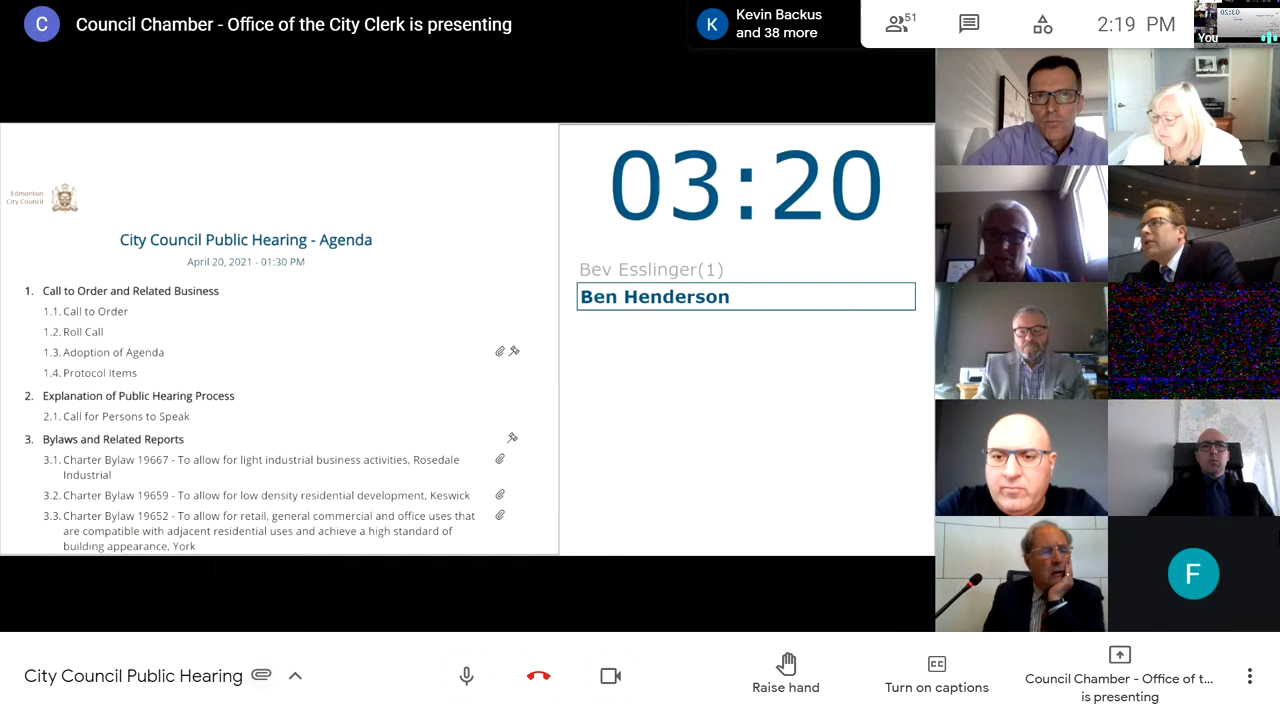 C
Council Chamber - Office of the City Clerk is presenting
K
Kevin Backus
and 38 more
51
2:19 PM
You
Edmonton
City Council
City Council Public Hearing - Agenda
April 20, 2021 - 01:30 PM
1. Call to Order and Related Business
1.1. Call to Order
1.2. Roll Call
1.3. Adoption of Agenda
1.4. Protocol Items
2. Explanation of Public Hearing Process
2.1. Call for Persons to Speak
3. Bylaws and Related Reports
3.1. Charter Bylaw 19667 - To allow for light industrial business activities, Rosedale
Industrial
3.2. Charter Bylaw 19659 - To allow for low density residential development, Keswick
3.3. Charter Bylaw 19652 - To allow for retail, general commercial and office uses that
are compatible with adjacent residential uses and achieve a high standard of
building appearance, York
03:20
Bev Esslinger(1)
Ben Henderson
F
City Council Public Hearing
Raise hand
CC
Turn on captions
Council Chamber - Office of t...
is presenting